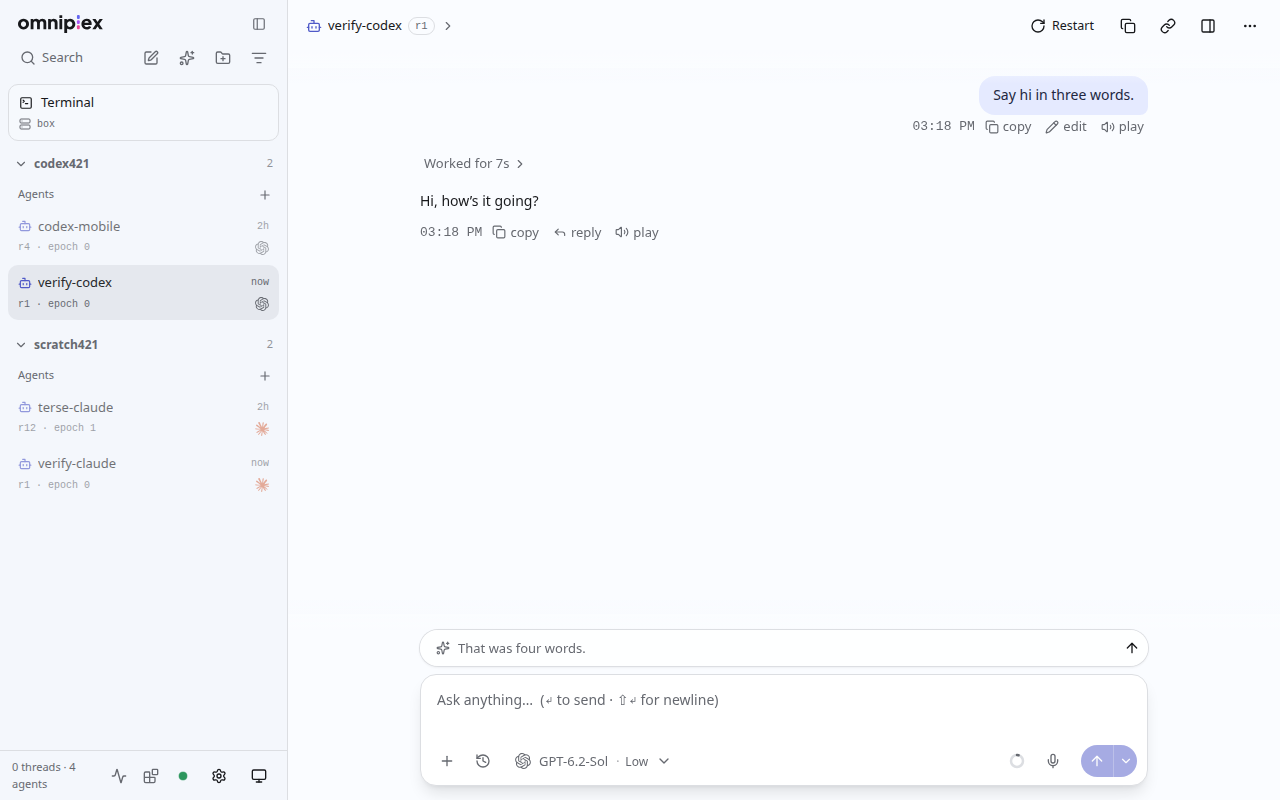 omniplex
Search
Terminal
box
codex421 2
Agents
codex-mobile 2h
r4 · epoch 0
verify-codex now
r1 · epoch 0
scratch421 2
Agents
terse-claude 2h
r12 · epoch 1
verify-claude now
r1 · epoch 0
0 threads · 4
agents
verify-codex r1
Restart
Say hi in three words.
03:18 PM copy edit play
Worked for 7s
Hi, how’s it going?
03:18 PM copy reply play
That was four words.
Ask anything… (↵ to send · ⇧↵ for newline)
GPT-6.2-Sol · Low